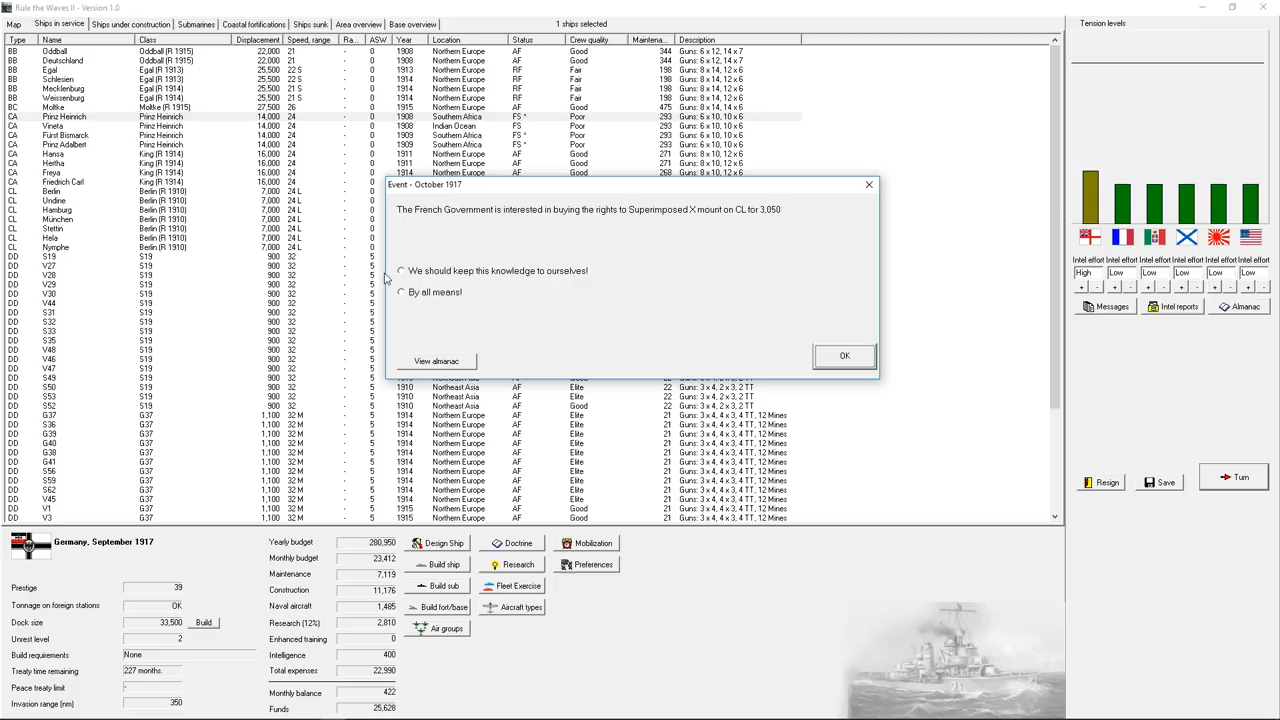 Rule the Waves II - Version 1.0
Map Ships in service Ships under construction Submarines Coastal fortifications Ships sunk Area overview Base overview 1 ships selected Tension levels
Type Name Class Displacement Speed, range Ra... ASW Year Location Status Crew quality Maintena... Description
BB Oddball Oddball (R 1915) 22,000 21 0 1908 Northern Europe AF Good 344 Guns: 6 x 12, 14 x 7
BB Deutschland Oddball (R 1915) 22,000 21 0 1908 Northern Europe AF Good 344 Guns: 6 x 12, 14 x 7
BB Egal Egal (R 1913) 25,500 22 S 0 1913 Northern Europe RF Fair 198 Guns: 8 x 14, 12 x 6
BB Schlesien Egal (R 1914) 25,500 21 S 0 1914 Northern Europe RF Fair 198 Guns: 8 x 14, 12 x 6
BB Mecklenburg Egal (R 1914) 25,500 22 S 0 1914 Northern Europe RF Fair 198 Guns: 8 x 14, 12 x 6
BB Weissenburg Egal (R 1914) 25,500 21 S 0 1914 Northern Europe RF Fair 198 Guns: 8 x 14, 12 x 6
BC Moltke Moltke (R 1915) 27,500 26 0 1915 Northern Europe AF Good 475 Guns: 8 x 14, 14 x 6
CA Prinz Heinrich Prinz Heinrich 14,000 24 - 0 1908 Southern Africa FS * Poor 293 Guns: 6 x 10, 10 x 6
CA Vineta Prinz Heinrich 14,000 24 - 0 1908 Indian Ocean FS * Poor 293 Guns: 6 x 10, 10 x 6
CA Fürst Bismarck Prinz Heinrich 14,000 24 - 0 1909 Southern Africa FS * Poor 293 Guns: 6 x 10, 10 x 6
CA Prinz Adalbert Prinz Heinrich 14,000 24 - 0 1909 Southern Africa FS * Poor 293 Guns: 6 x 10, 10 x 6
CA Hansa King (R 1914) 16,000 24 - 0 1911 Northern Europe AF Good 271 Guns: 8 x 10, 12 x 6
CA Hertha King (R 1914) 16,000 24 - 0 1911 Northern Europe AF Good 271 Guns: 8 x 10, 12 x 6
CA Freya King (R 1914) 16,000 24 - 0 1914 Northern Europe AF Good 268 Guns: 8 x 10, 12 x 6
CA Friedrich Carl King (R 1914) 16,000 24 - 0
CL Berlin Berlin (R 1910) 7,000 24 L - 0
CL Undine Berlin (R 1910) 7,000 24 L - 0
CL Hamburg Berlin (R 1910) 7,000 24 L - 0
CL München Berlin (R 1910) 7,000 24 L - 0
CL Stettin Berlin (R 1910) 7,000 24 L - 0
CL Hela Berlin (R 1910) 7,000 24 L - 0
CL Nymphe Berlin (R 1910) 7,000 24 L - 0
DD S19 S19 900 32 - 5
DD V27 S19 900 32 - 5
DD V28 S19 900 32 - 5
DD V29 S19 900 32 - 5
DD V30 S19 900 32 - 5
DD V44 S19 900 32 - 5
DD S31 S19 900 32 - 5
DD S32 S19 900 32 - 5
DD S33 S19 900 32 - 5
DD S35 S19 900 32 - 5
DD V48 S19 900 32 - 5
DD V46 S19 900 32 - 5
DD V47 S19 900 32 - 5
DD S49 S19 900 32 - 5
DD S50 S19 900 32 - 5 1910 Northeast Asia AF Elite 22 Guns: 3 x 4, 2 x 3, 2 TT
DD S53 S19 900 32 - 5 1910 Northeast Asia AF Elite 22 Guns: 3 x 4, 2 x 3, 2 TT
DD S52 S19 900 32 - 5 1910 Northeast Asia AF Good 22 Guns: 3 x 4, 2 x 3, 2 TT
DD G37 G37 1,100 32 M - 5 1914 Northern Europe AF Elite 21 Guns: 3 x 4, 4 x 3, 4 TT, 12 Mines
DD S36 G37 1,100 32 M - 5 1914 Northern Europe AF Elite 21 Guns: 3 x 4, 4 x 3, 4 TT, 12 Mines
DD G39 G37 1,100 32 M - 5 1914 Northern Europe AF Elite 21 Guns: 3 x 4, 4 x 3, 4 TT, 12 Mines
DD G40 G37 1,100 32 M - 5 1914 Northern Europe AF Elite 21 Guns: 3 x 4, 4 x 3, 4 TT, 12 Mines
DD G38 G37 1,100 32 M - 5 1914 Northern Europe AF Elite 21 Guns: 3 x 4, 4 x 3, 4 TT, 12 Mines
DD G41 G37 1,100 32 M - 5 1914 Northern Europe AF Elite 21 Guns: 3 x 4, 4 x 3, 4 TT, 12 Mines
DD S56 G37 1,100 32 M - 5 1914 Northern Europe AF Elite 21 Guns: 3 x 4, 4 x 3, 4 TT, 12 Mines
DD S59 G37 1,100 32 M - 5 1914 Northern Europe AF Elite 21 Guns: 3 x 4, 4 x 3, 4 TT, 12 Mines
DD S62 G37 1,100 32 M - 5 1914 Northern Europe AF Elite 21 Guns: 3 x 4, 4 x 3, 4 TT, 12 Mines
DD V45 G37 1,100 32 M - 5 1914 Northern Europe AF Elite 21 Guns: 3 x 4, 4 x 3, 4 TT, 12 Mines
DD V1 G37 1,100 32 M - 5 1915 Northern Europe AF Good 21 Guns: 3 x 4, 4 x 3, 4 TT, 12 Mines
DD V3 G37 1,100 32 M - 5 1915 Northern Europe AF Good 21 Guns: 3 x 4, 4 x 3, 4 TT, 12 Mines
Event - October 1917
The French Government is interested in buying the rights to Superimposed X mount on CL for 3 050
We should keep this knowledge to ourselves!
By all means!
View almanac OK
Intel effort Intel effort Intel effort Intel effort Intel effort Intel effort
High Low Low Low Low Low
+ - + - + - + - + - + -
Messages Intel reports Almanac
Resign Save Turn
Germany, September 1917
Prestige 39
Tonnage on foreign stations OK
Dock size 33,500 Build
Unrest level 2
Build requirements None
Treaty time remaining 227 months.
Peace treaty limit -
Invasion range (nm) 350
Yearly budget 280,950
Monthly budget 23,412
Maintenance 7,119
Construction 11,176
Naval aircraft 1,485
Research (12%) 2,810
Enhanced training 0
Intelligence 400
Total expenses 22,990
Monthly balance 422
Funds 25,628
Design Ship Doctrine Mobilization
Build ship Research Preferences
Build sub Fleet Exercise
Build fort/base Aircraft types
Air groups